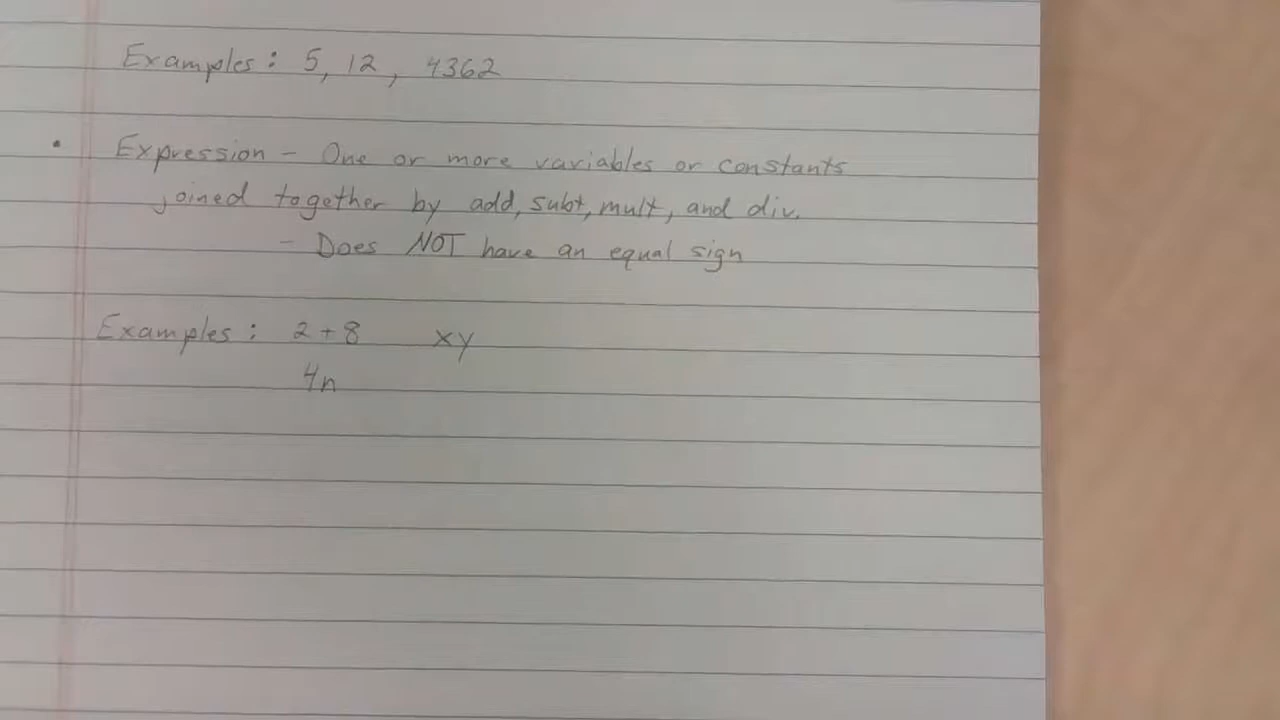 Examples: 5, 12, 4362
• Expression - One or more variables or constants
joined together by add, subt, mult, and div.
- Does NOT have an equal sign
Examples: 2+8 xy
4n